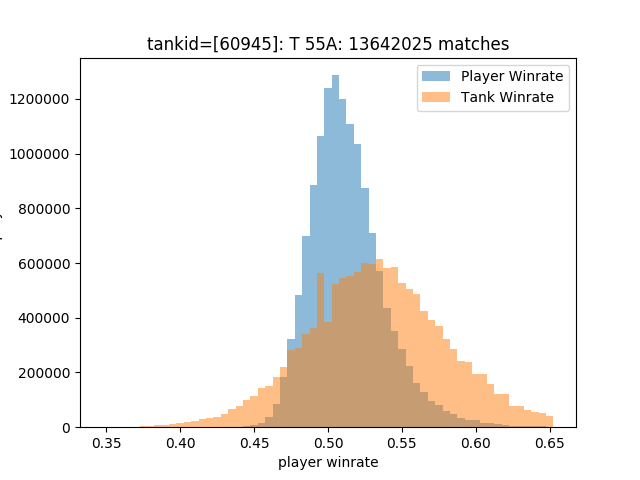 tankid=[60945]: T 55A: 13642025 matches
Player Winrate
Tank Winrate
1200000
1000000
800000
600000
400000
200000
0
0.35 0.40 0.45 0.50 0.55 0.60 0.65
player winrate